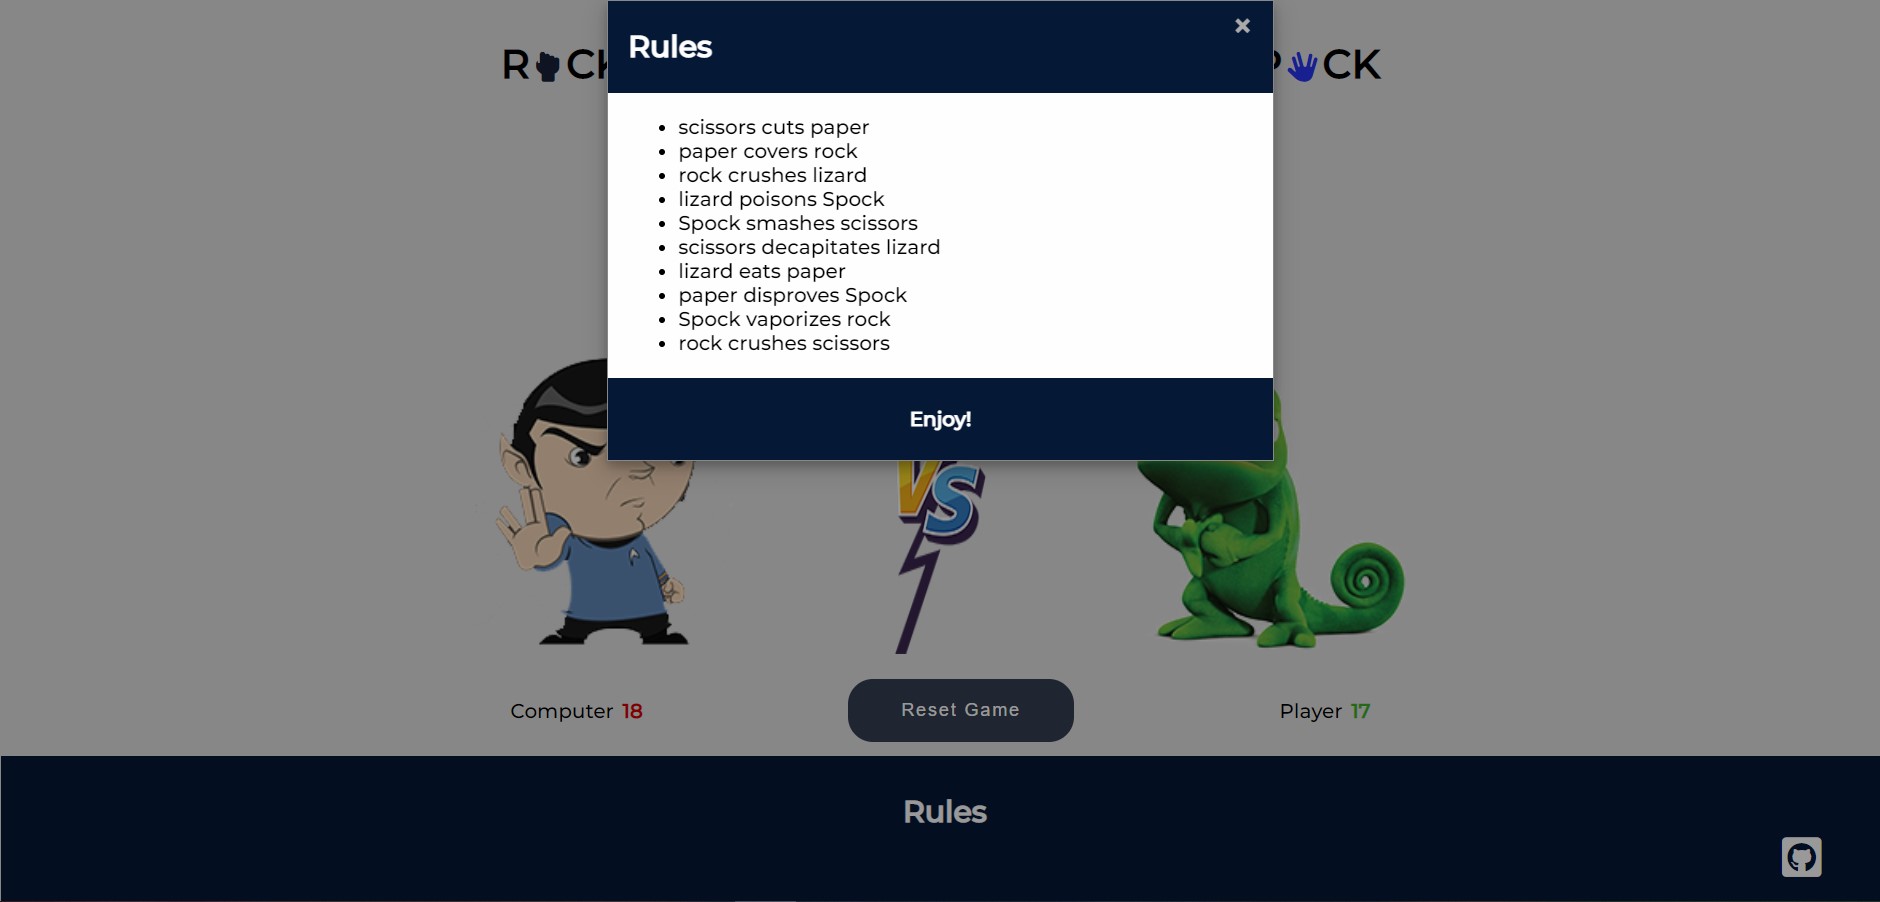 R CK
P CK
Rules
×
• scissors cuts paper
• paper covers rock
• rock crushes lizard
• lizard poisons Spock
• Spock smashes scissors
• scissors decapitates lizard
• lizard eats paper
• paper disproves Spock
• Spock vaporizes rock
• rock crushes scissors
Enjoy!
VS
Computer 18
Reset Game
Player 17
Rules